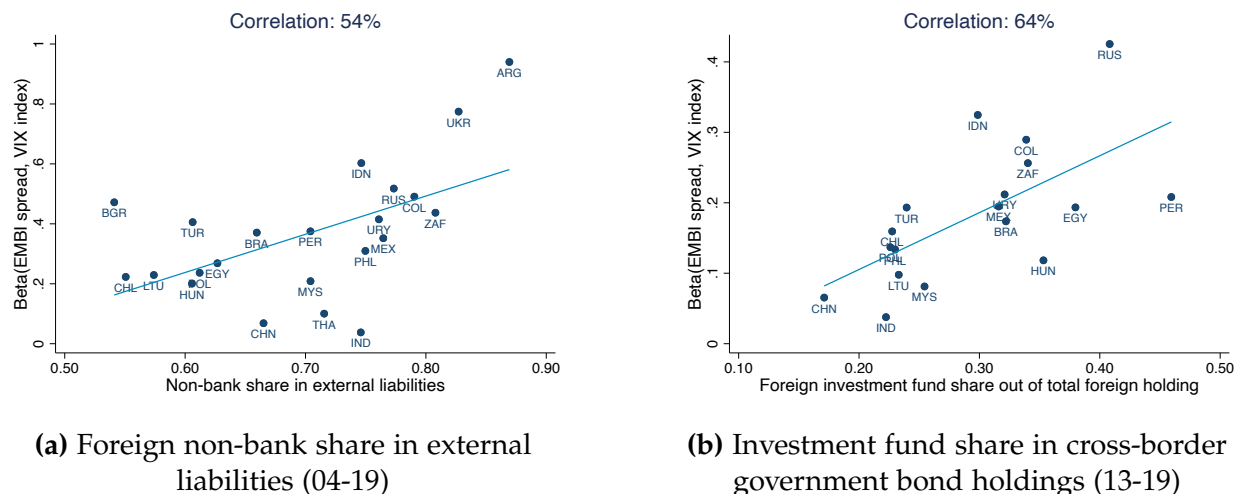 Correlation: 54%
Beta(EMBI spread, VIX index)
1
.8
.6
.4
.2
0
ARG
UKR
IDN
RUS
COL
BGR
ZAF
TUR
URY
BRA
PER
MEX
PHL
EGY
CHL
LTU
POL
HUN
MYS
THA
CHN
IND
0.50 0.60 0.70 0.80 0.90
Non-bank share in external liabilities
(a) Foreign non-bank share in external
liabilities (04-19)
Correlation: 64%
Beta(EMBI spread, VIX index)
.4
.3
.2
.1
0
RUS
IDN
COL
ZAF
URY
PER
TUR
MEX
EGY
BRA
CHL
POL
PHL
HUN
LTU
MYS
CHN
IND
0.10 0.20 0.30 0.40 0.50
Foreign investment fund share out of total foreign holding
(b) Investment fund share in cross-border
government bond holdings (13-19)